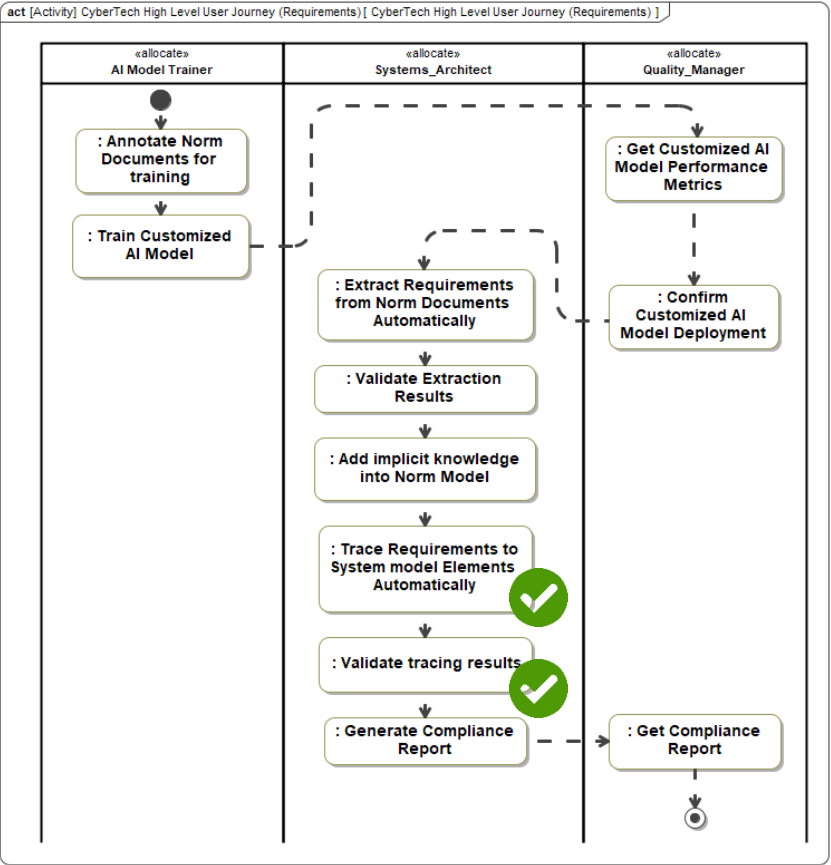 act [Activity] CyberTech High Level User Journey (Requirements) [ CyberTech High Level User Journey (Requirements) ]
«allocate»
AI Model Trainer
«allocate»
Systems_Architect
«allocate»
Quality_Manager
: Annotate Norm
Documents for
training
: Train Customized
AI Model
: Get Customized AI
Model Performance
Metrics
: Confirm
Customized AI
Model Deployment
: Extract Requirements
from Norm Documents
Automatically
: Validate Extraction
Results
: Add implicit knowledge
into Norm Model
: Trace Requirements to
System model Elements
Automatically
: Validate tracing results
: Generate Compliance
Report
: Get Compliance
Report